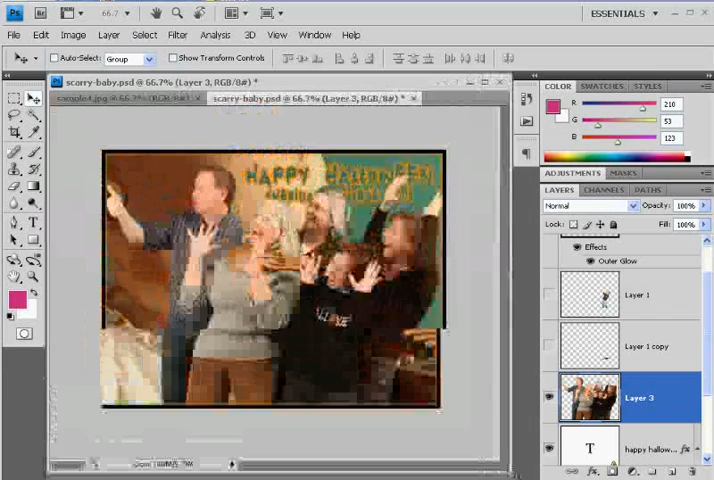 Ps
Br
66.7
ESSENTIALS
File
Edit
Image
Layer
Select
Filter
Analysis
3D
View
Window
Help
Auto-Select:
Group
Show Transform Controls
scarry-baby.psd @ 66.7% (Layer 3, RGB/8#) *
scarry-baby.psd @ 66.7% (Layer 3, RGB/8#) *
HAPPY HALLOWEEN
COLOR
SWATCHES
STYLES
R
210
G
53
B
123
ADJUSTMENTS
MASKS
LAYERS
CHANNELS
PATHS
Normal
Opacity:
100%
Lock:
Fill:
100%
Effects
Outer Glow
Layer 1
Layer 1 copy
Layer 3
T
happy hallow...
fx